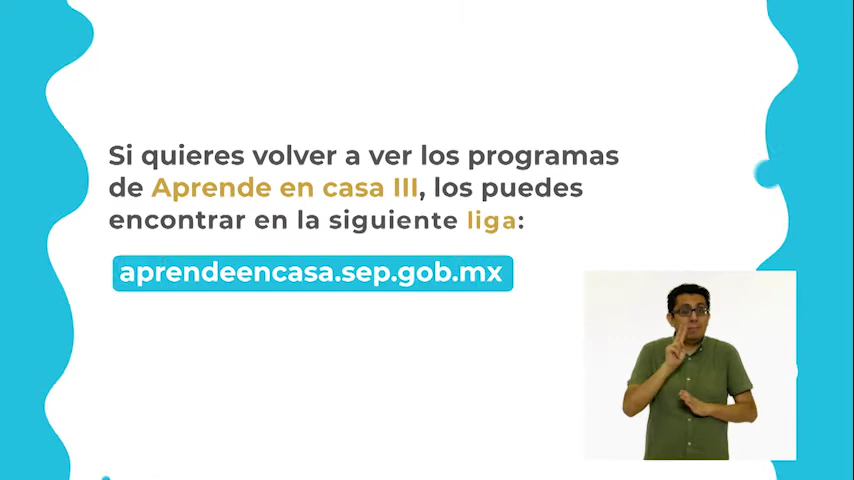 Si quieres volver a ver los programas
de Aprende en casa III, los puedes
encontrar en la siguiente liga:
aprendeencasa.sep.gob.mx